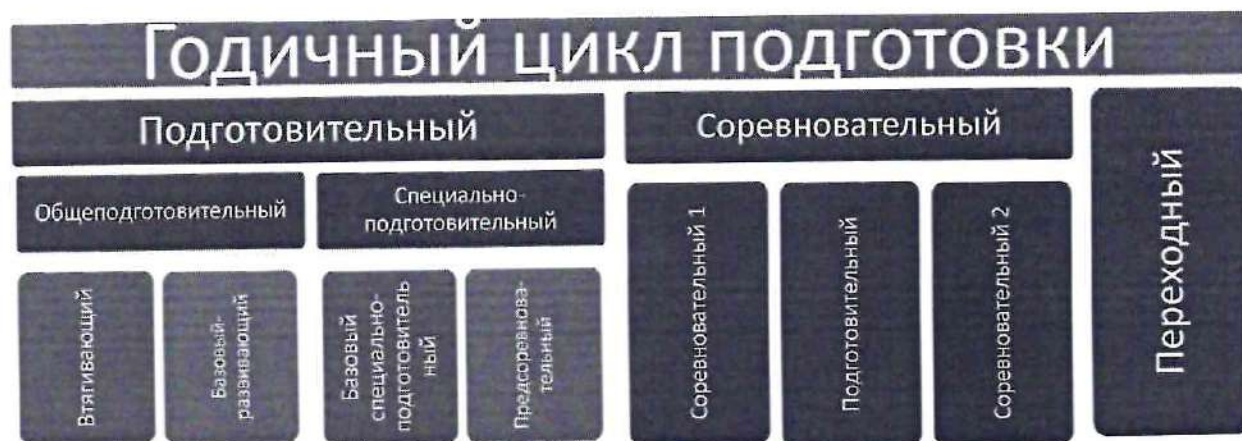 Годичный цикл подготовки
Подготовительный
Соревновательный
Переходный
Общеподготовительный
Специально-
подготовительный
Втягивающий
Базовый-
развивающий
Базовый
специально-
подготовитель
ный
Предсоревнова-
тельный
Соревновательный 1
Подготовительный
Соревновательный 2